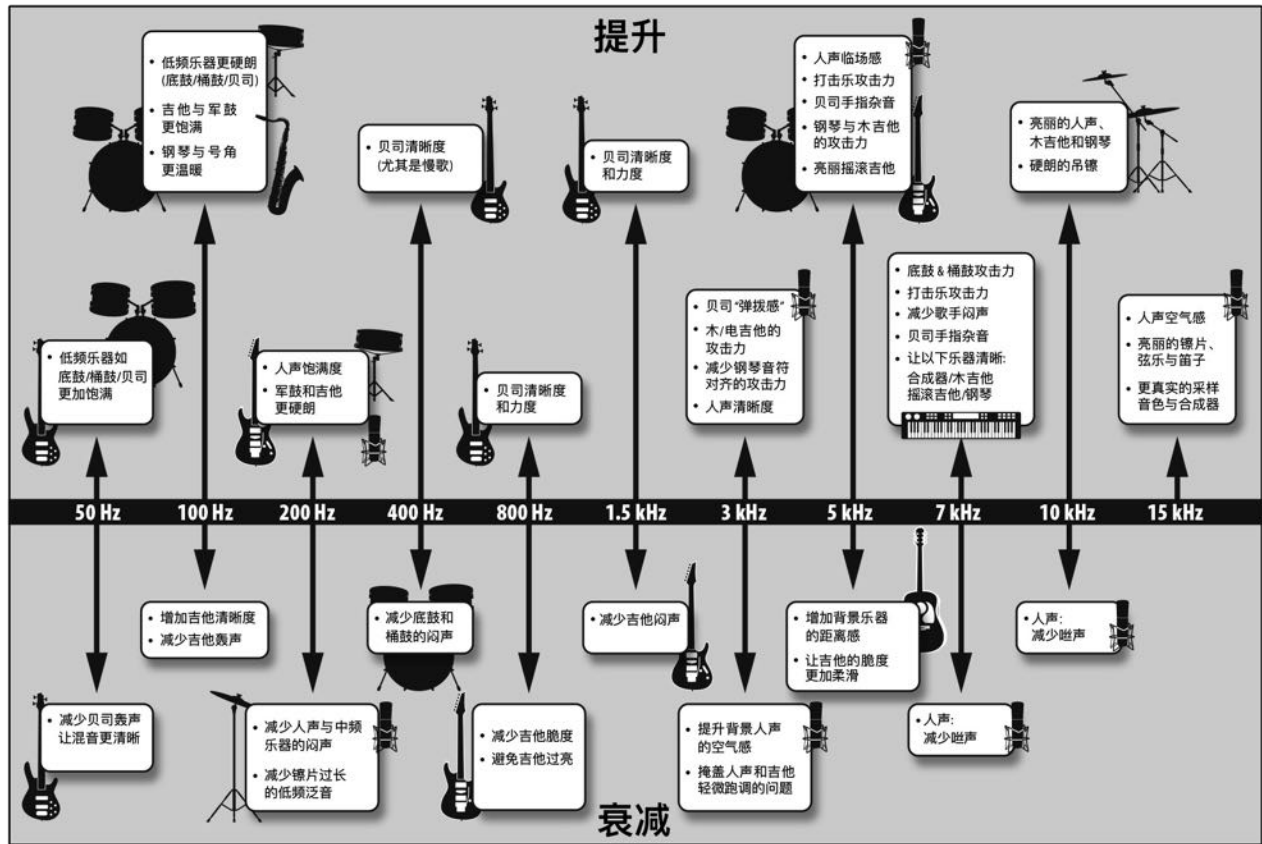 提升
• 低频乐器更硬朗
(底鼓/桶鼓/贝司)
• 吉他与军鼓
更饱满
• 钢琴与号角
更温暖
• 贝司清晰度
(尤其是慢歌)
• 贝司清晰度
和力度
• 人声临场感
• 打击乐攻击力
• 贝司手指杂音
• 钢琴与木吉他
的攻击力
• 亮丽摇滚吉他
• 亮丽的人声、
木吉他和钢琴
• 硬朗的吊镲
• 低频乐器如
底鼓/桶鼓/贝司
更加饱满
• 人声饱满度
• 军鼓和吉他
更硬朗
• 贝司清晰度
和力度
• 贝司“弹拨感”
• 木/电吉他的
攻击力
• 减少钢琴音符
对齐的攻击力
• 人声清晰度
• 底鼓 & 桶鼓攻击力
• 打击乐攻击力
• 减少歌手闷声
• 贝司手指杂音
• 让以下乐器清晰:
合成器/木吉他
摇滚吉他/钢琴
• 人声空气感
• 亮丽的镲片、
弦乐与笛子
• 更真实的采样
音色与合成器
50 Hz 100 Hz 200 Hz 400 Hz 800 Hz 1.5 kHz 3 kHz 5 kHz 7 kHz 10 kHz 15 kHz
• 增加吉他清晰度
• 减少吉他轰声
• 减少底鼓和
桶鼓的闷声
• 减少吉他闷声
• 增加背景乐器
的距离感
• 让吉他的脆度
更加柔滑
• 人声:
减少呲声
• 减少贝司轰声
让混音更清晰
• 减少人声与中频
乐器的闷声
• 减少镲片过长
的低频泛音
• 减少吉他脆度
• 避免吉他过亮
• 提升背景人声
的空气感
• 掩盖人声和吉他
轻微跑调的问题
• 人声:
减少呲声
衰减